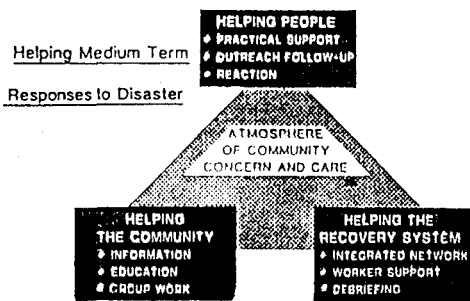 Helping Medium Term
Responses to Disaster
HELPING PEOPLE
♦ PRACTICAL SUPPORT
♦ OUTREACH FOLLOW-UP
● REACTION
ATMOSPHERE
OF COMMUNITY
CONCERN AND CARE
HELPING
THE COMMUNITY
♦ INFORMATION
♦ EDUCATION
● GROUP WORK
HELPING THE
RECOVERY SYSTEM
♦ INTEGRATED NETWORK
♦ WORKER SUPPORT
♦ DEBRIEFING